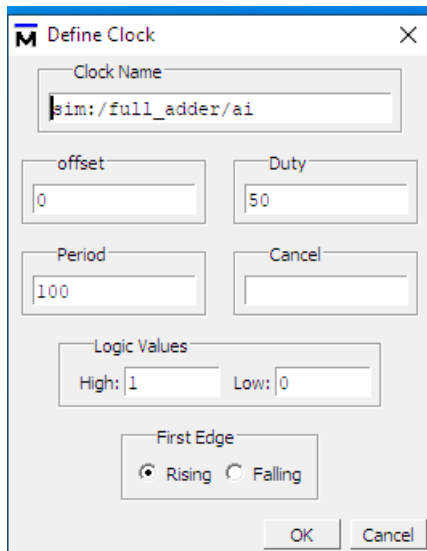 M Define Clock
Clock Name
sim:/full_adder/ai
offset Duty
0 50
Period Cancel
100
Logic Values
High: 1 Low: 0
First Edge
Rising Falling
OK Cancel